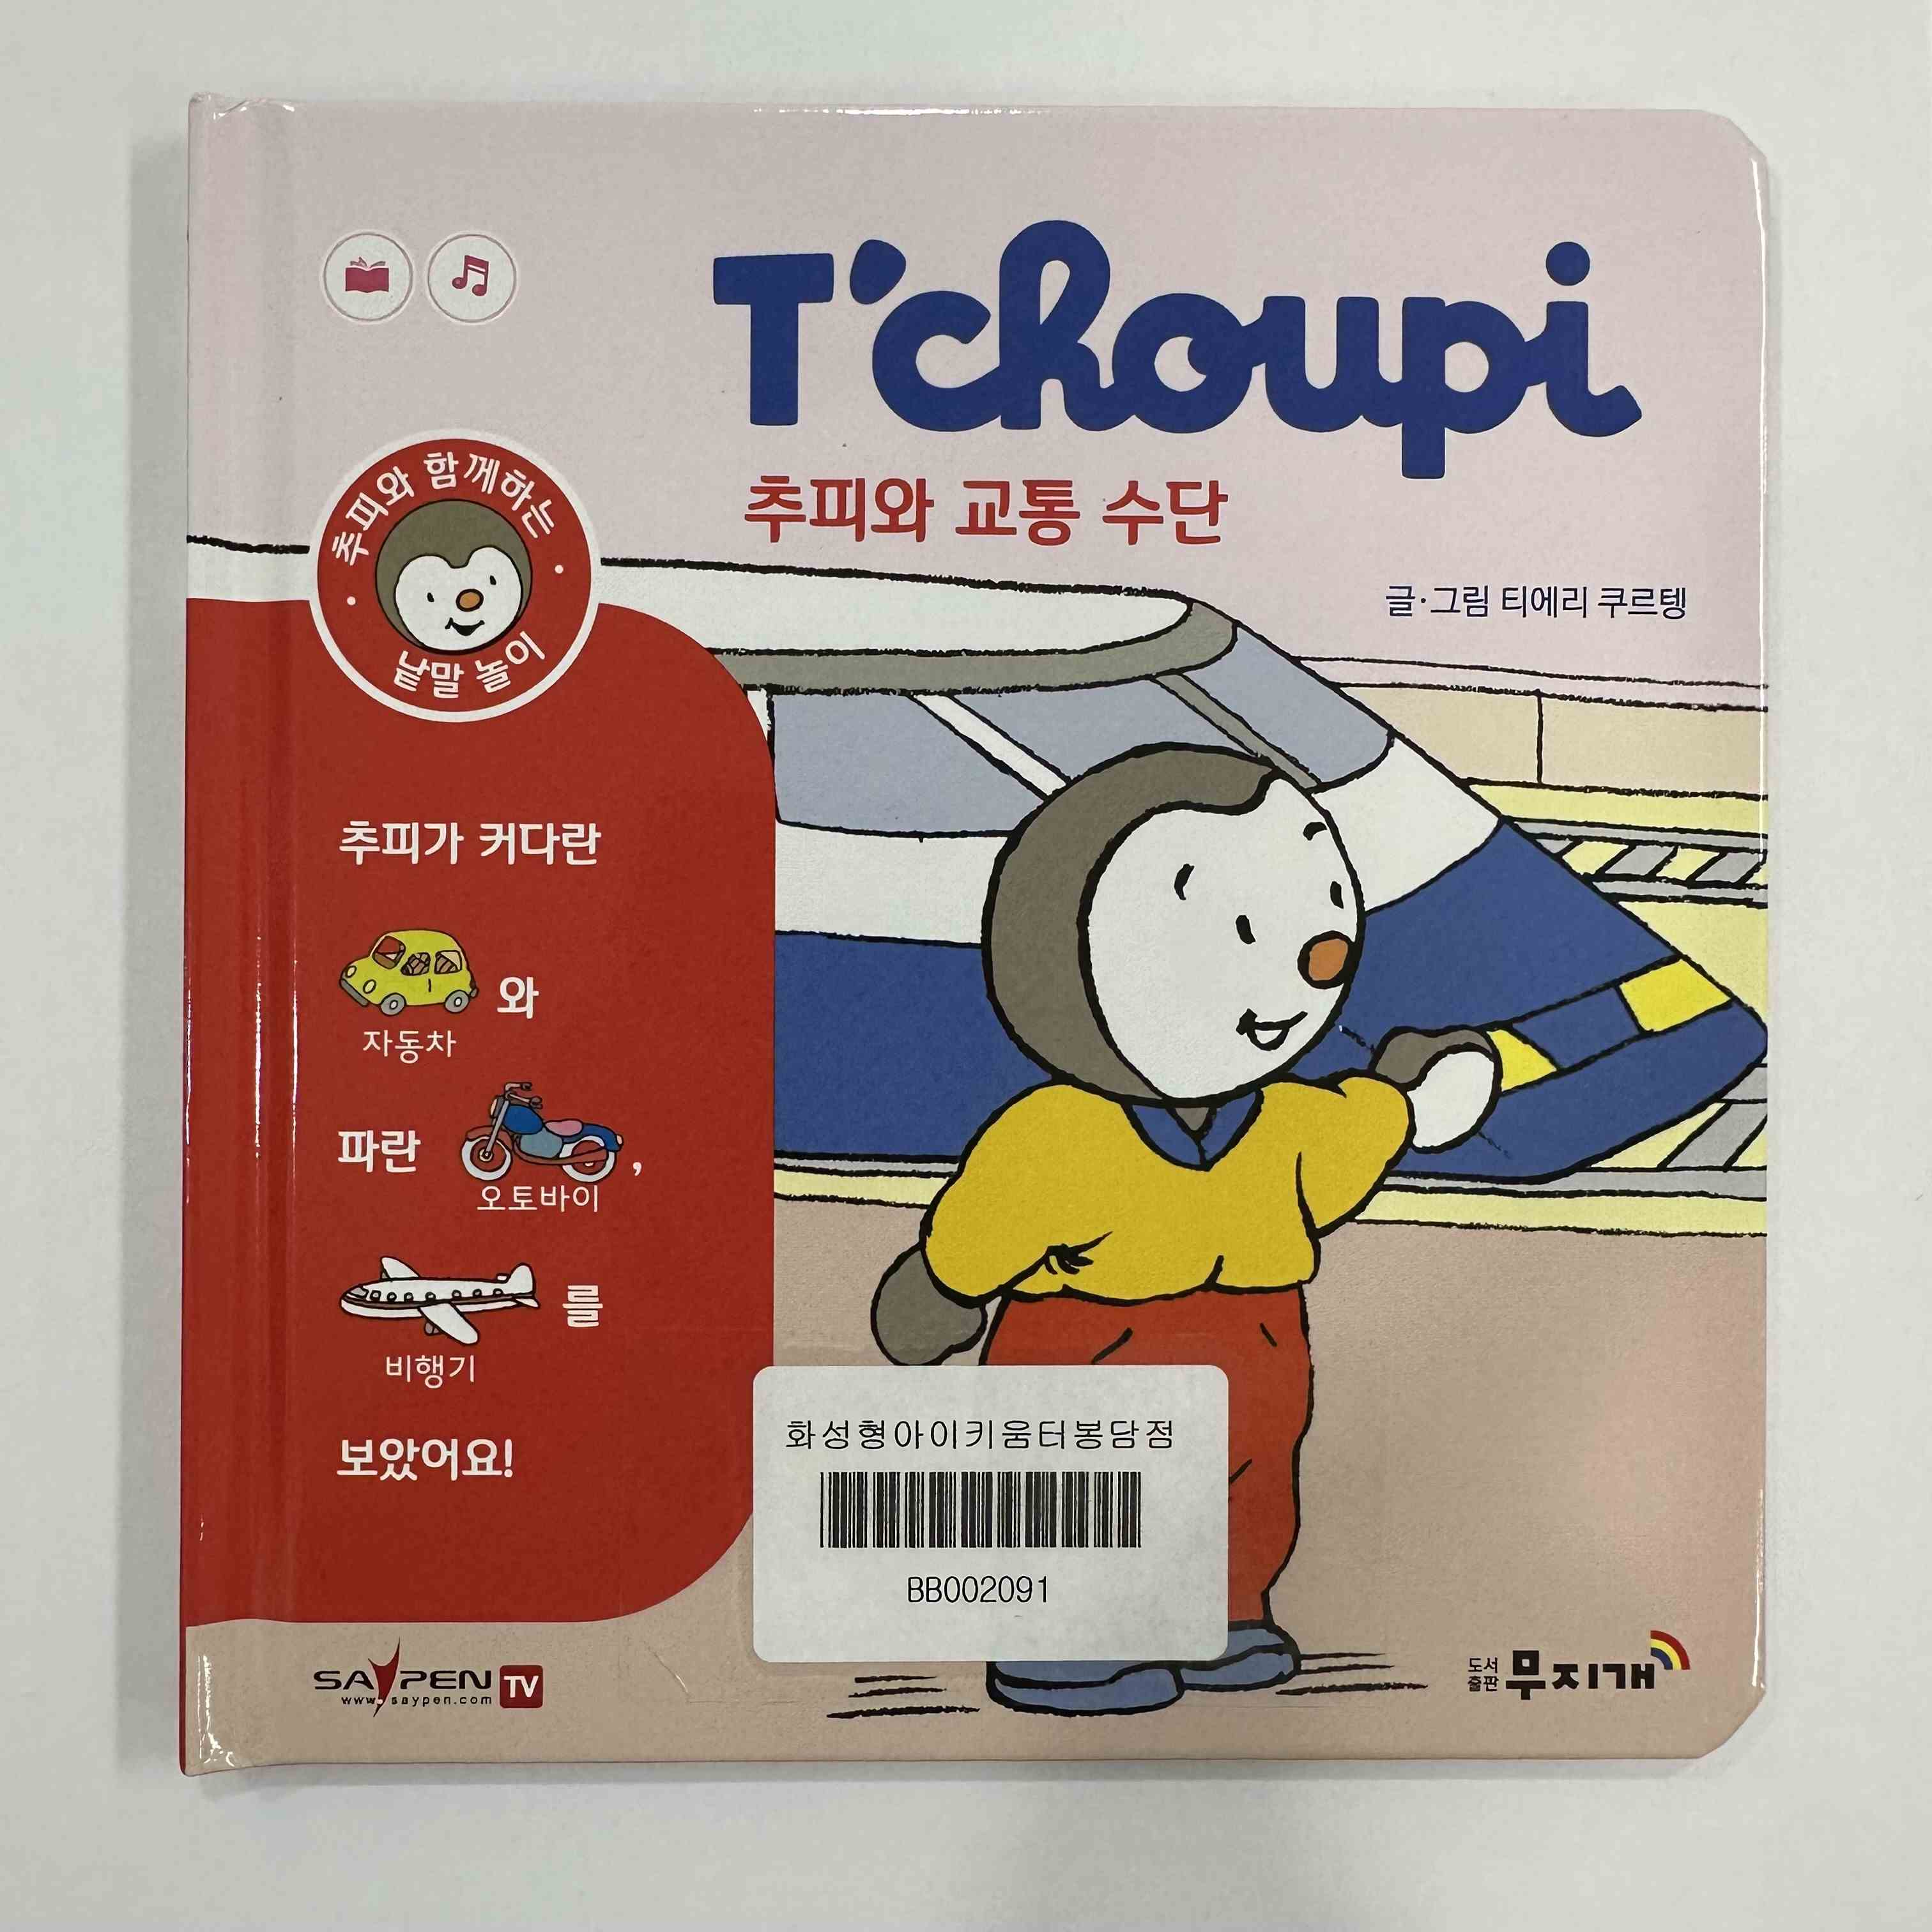 T'choupi
추피와 교통 수단
글·그림 티에리 쿠르텡
추피와 함께하는
낱말 놀이
추피가 커다란
와
자동차
파란 ,
오토바이
를
비행기
보았어요!
화성형아이키움터봉담점
BB002091
SAYPEN TV
www.saypen.com
도서
출판
무지개